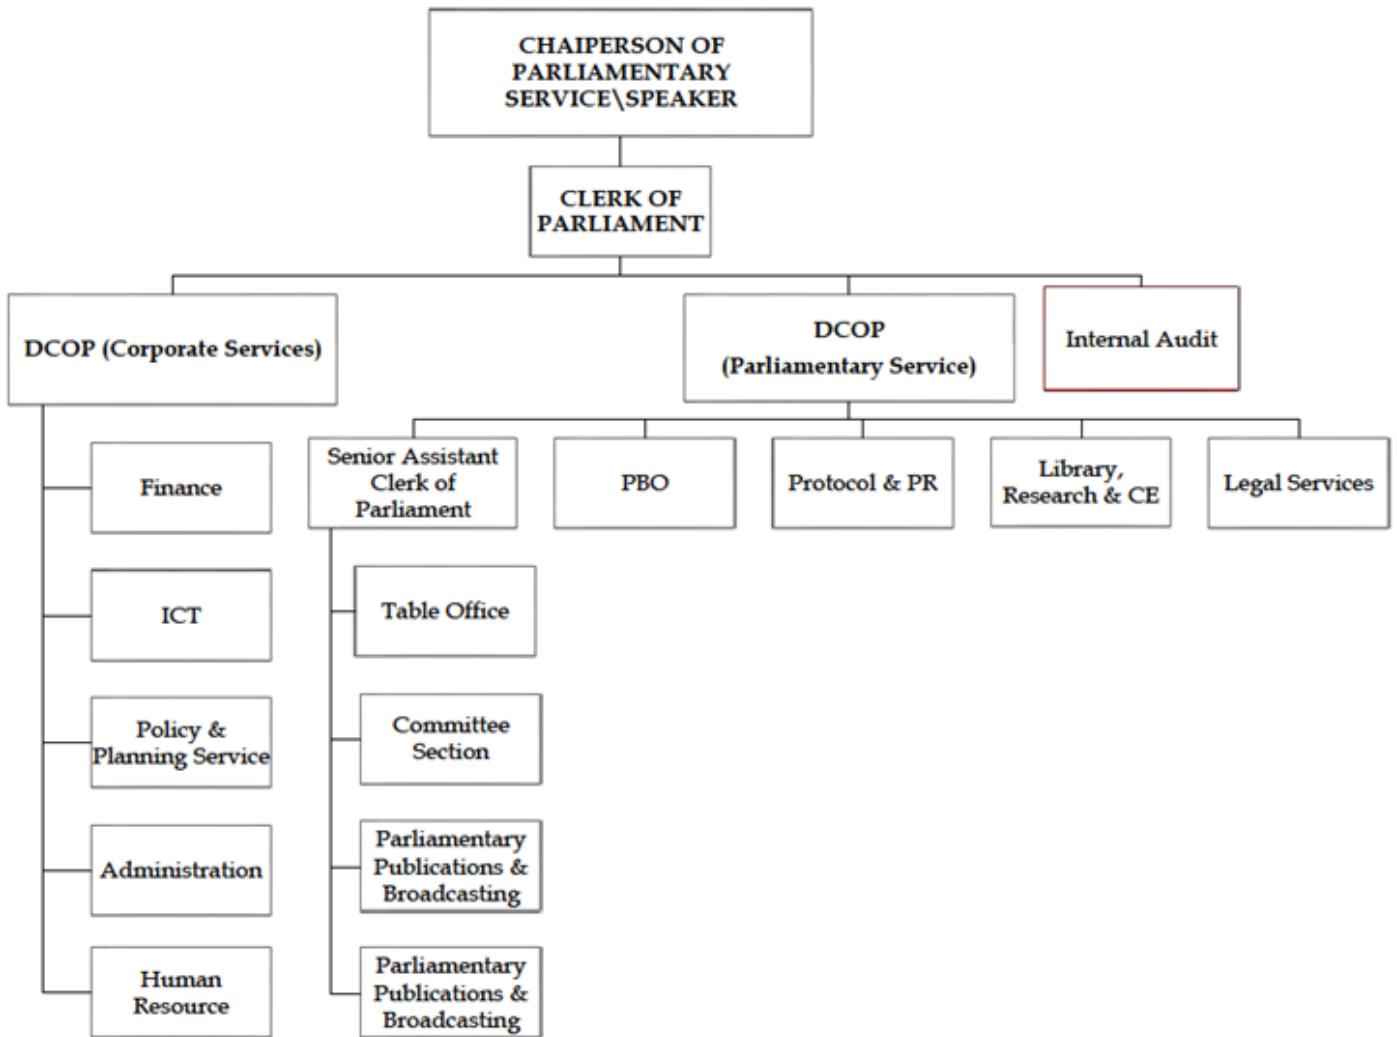 CHAIPERSON OF
PARLIAMENTARY
SERVICE\SPEAKER
CLERK OF
PARLIAMENT
DCOP (Corporate Services)
DCOP
(Parliamentary Service)
Internal Audit
Finance
ICT
Policy &
Planning Service
Administration
Human
Resource
Senior Assistant
Clerk of
Parliament
PBO
Protocol & PR
Library,
Research & CE
Legal Services
Table Office
Committee
Section
Parliamentary
Publications &
Broadcasting
Parliamentary
Publications &
Broadcasting